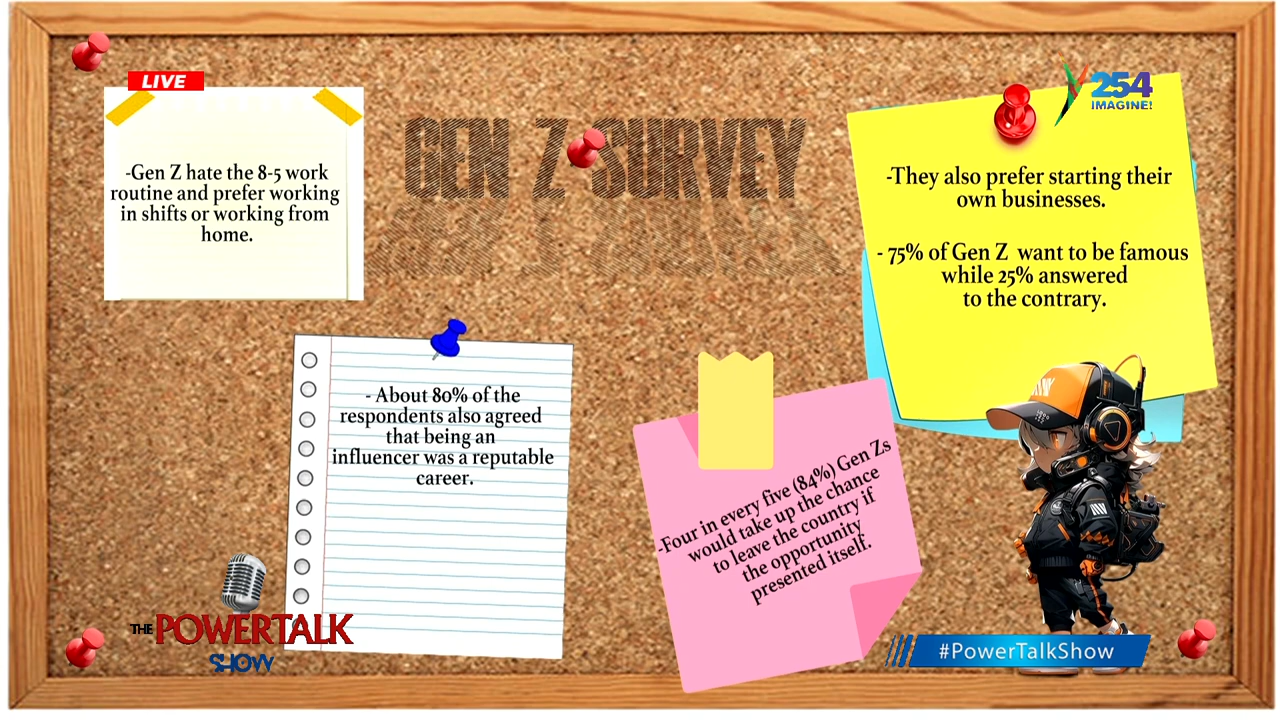 LIVE
-Gen Z hate the 8-5 work
routine and prefer working
in shifts or working from
home.
GEN Z SURVEY
254
IMAGINE!
-They also prefer starting their
own businesses.
- 75% of Gen Z want to be famous
while 25% answered
to the contrary.
- About 80% of the
respondents also agreed
that being an
influencer was a reputable
career.
-Four in every five (84%) Gen Zs
would take up the chance
to leave the country if
the opportunity
presented itself.
THE POWERTALK
SHOW
#PowerTalkShow